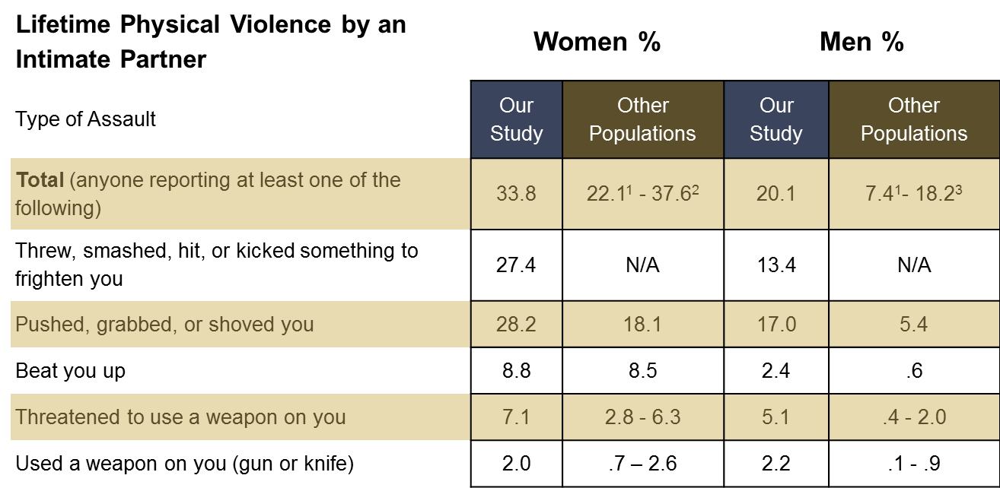 Lifetime Physical Violence by an
Intimate Partner
Women %
Men %
Type of Assault
Our
Study
Other
Populations
Our
Study
Other
Populations
Total (anyone reporting at least one of the
following)
33.8
22.1¹ - 37.6²
20.1
7.4¹- 18.2³
Threw, smashed, hit, or kicked something to
frighten you
27.4
N/A
13.4
N/A
Pushed, grabbed, or shoved you
28.2
18.1
17.0
5.4
Beat you up
8.8
8.5
2.4
.6
Threatened to use a weapon on you
7.1
2.8 - 6.3
5.1
.4 - 2.0
Used a weapon on you (gun or knife)
2.0
.7 – 2.6
2.2
.1 - .9